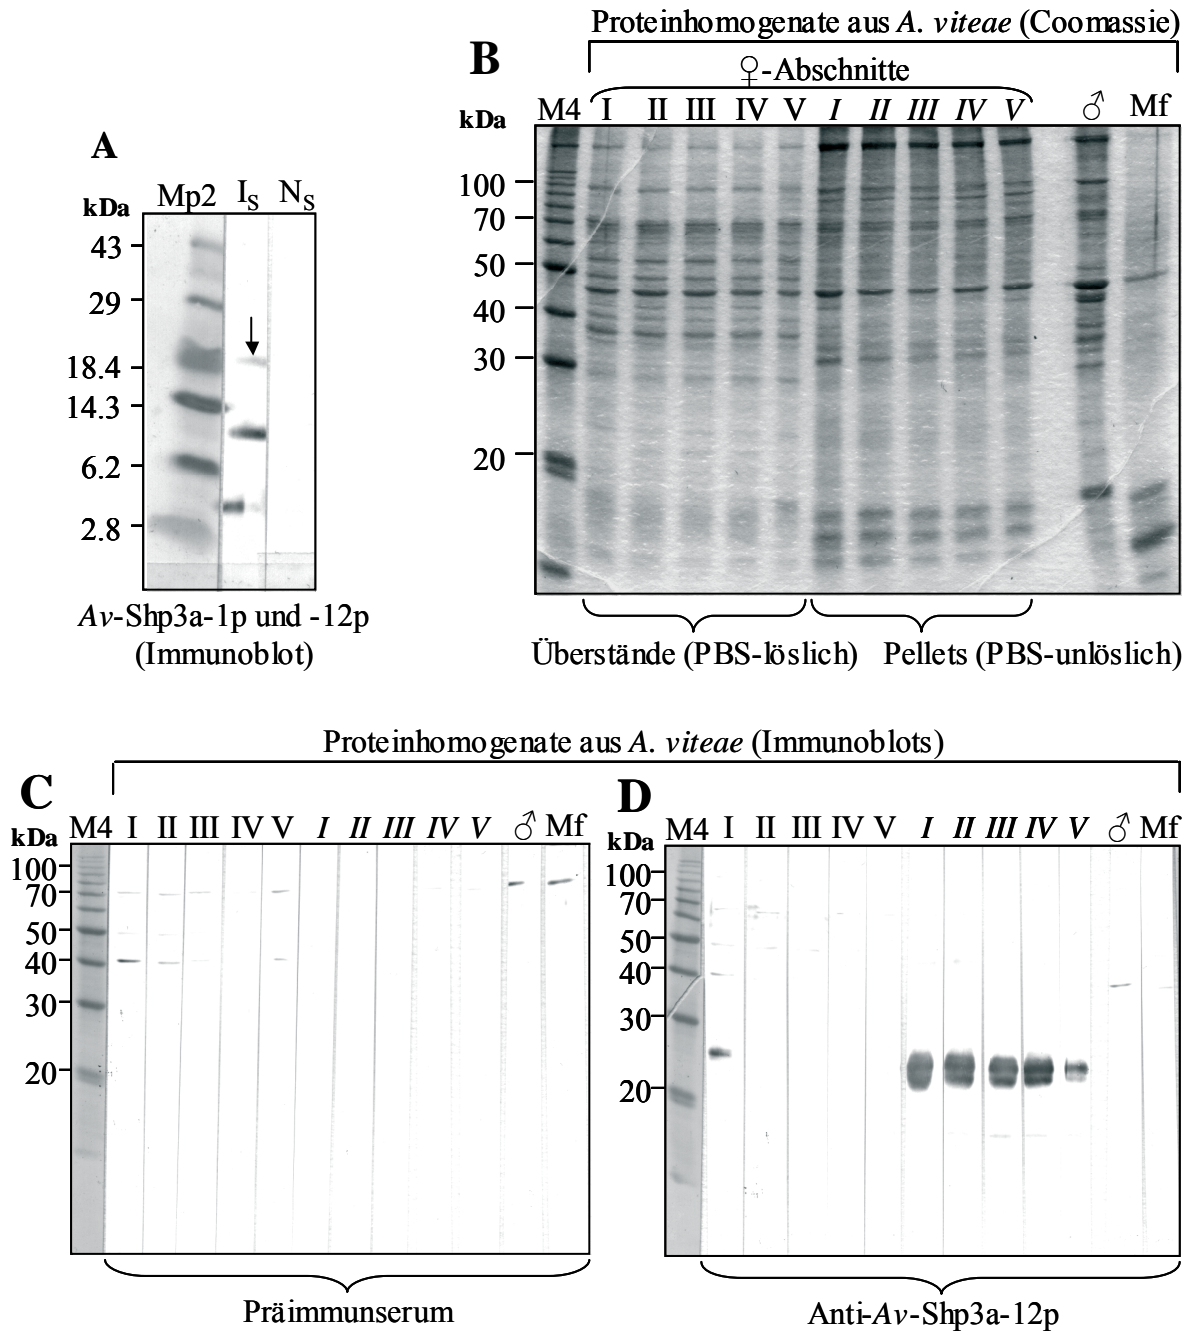 A
Mp2 Is Ns
kDa
43
29
18.4
14.3
6.2
2.8
Av-Shp3a-1p und -12p
(Immunoblot)
Proteinhomogenate aus A. viteae (Coomassie)
B
♀-Abschnitte
M4 I II III IV V I II III IV V ♂ Mf
kDa
100
70
50
40
30
20
Überstände (PBS-löslich) Pellets (PBS-unlöslich)
Proteinhomogenate aus A. viteae (Immunoblots)
C
M4 I II III IV V I II III IV V ♂ Mf
kDa
100
70
50
40
30
20
Präimmunserum
D
M4 I II III IV V I II III IV V ♂ Mf
kDa
100
70
50
40
30
20
Anti-Av-Shp3a-12p